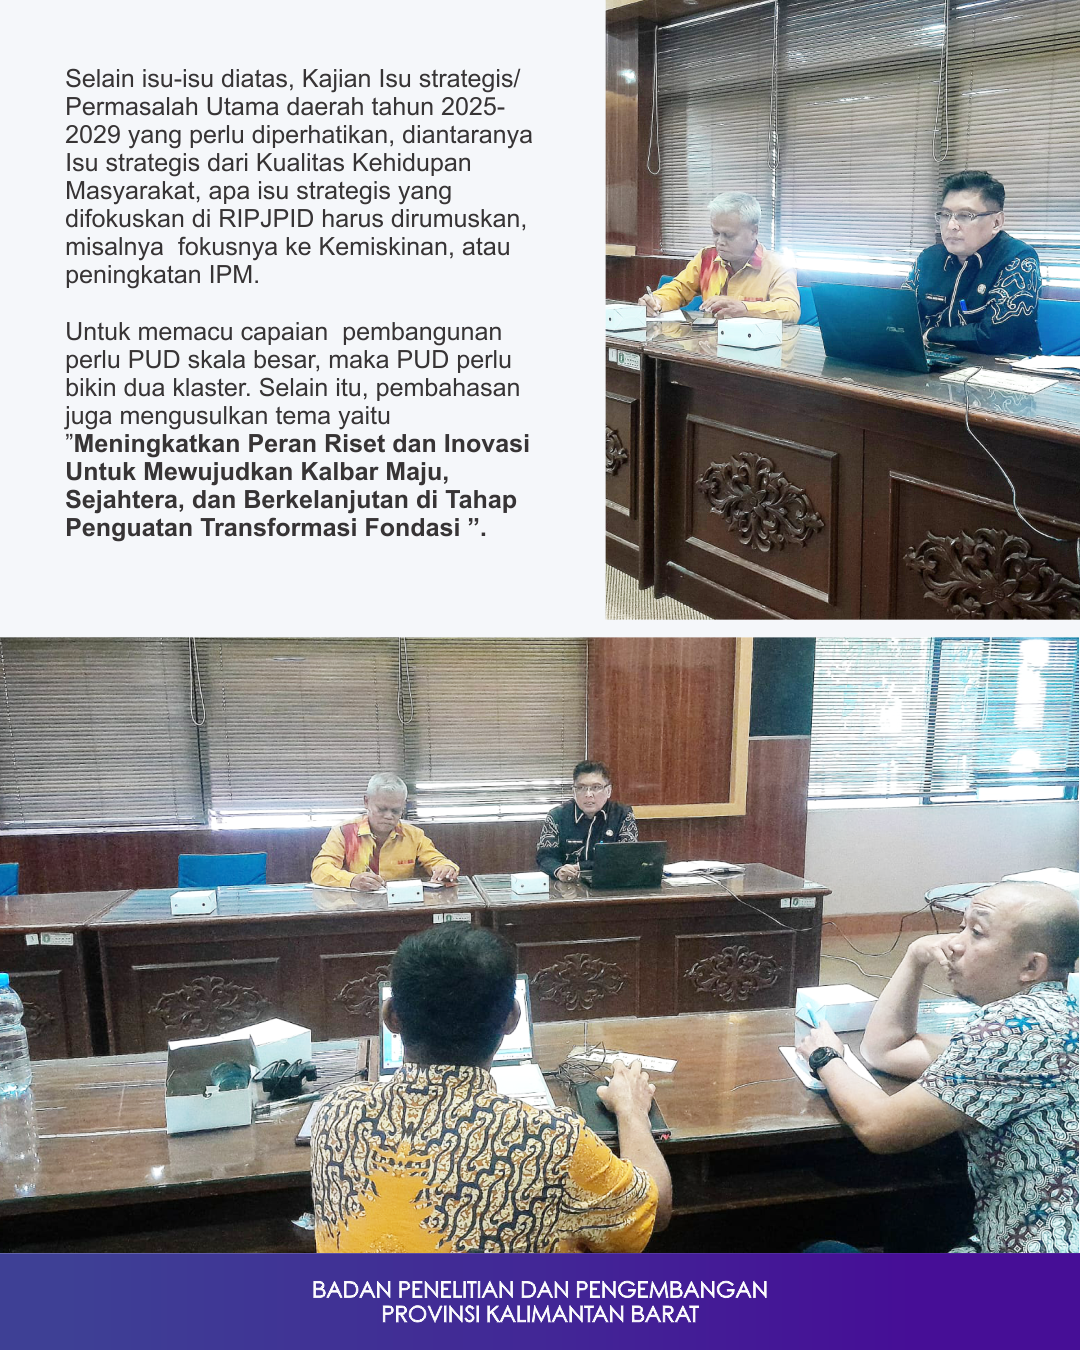 Selain isu-isu diatas, Kajian Isu strategis/
Permasalah Utama daerah tahun 2025-
2029 yang perlu diperhatikan, diantaranya
Isu strategis dari Kualitas Kehidupan
Masyarakat, apa isu strategis yang
difokuskan di RIPJPID harus dirumuskan,
misalnya  fokusnya ke Kemiskinan, atau
peningkatan IPM.
Untuk memacu capaian  pembangunan
perlu PUD skala besar, maka PUD perlu
bikin dua klaster. Selain itu, pembahasan
juga mengusulkan tema yaitu
”Meningkatkan Peran Riset dan Inovasi
Untuk Mewujudkan Kalbar Maju,
Sejahtera, dan Berkelanjutan di Tahap
Penguatan Transformasi Fondasi ”.
BADAN PENELITIAN DAN PENGEMBANGAN
PROVINSI KALIMANTAN BARAT